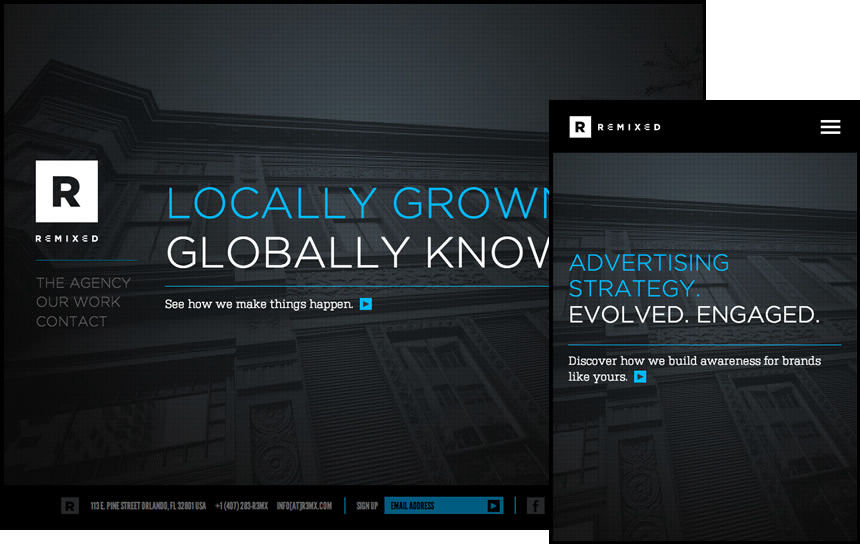 R
REMIXED
THE AGENCY
OUR WORK
CONTACT
LOCALLY GROWN
GLOBALLY KNOW
See how we make things happen.
R 113 E. PINE STREET ORLANDO, FL 32801 USA +1 (407) 283-R3MX INFO[AT]R3MX.COM SIGN UP EMAIL ADDRESS f
R REMIXED
ADVERTISING
STRATEGY.
EVOLVED. ENGAGED.
Discover how we build awareness for brands
like yours.